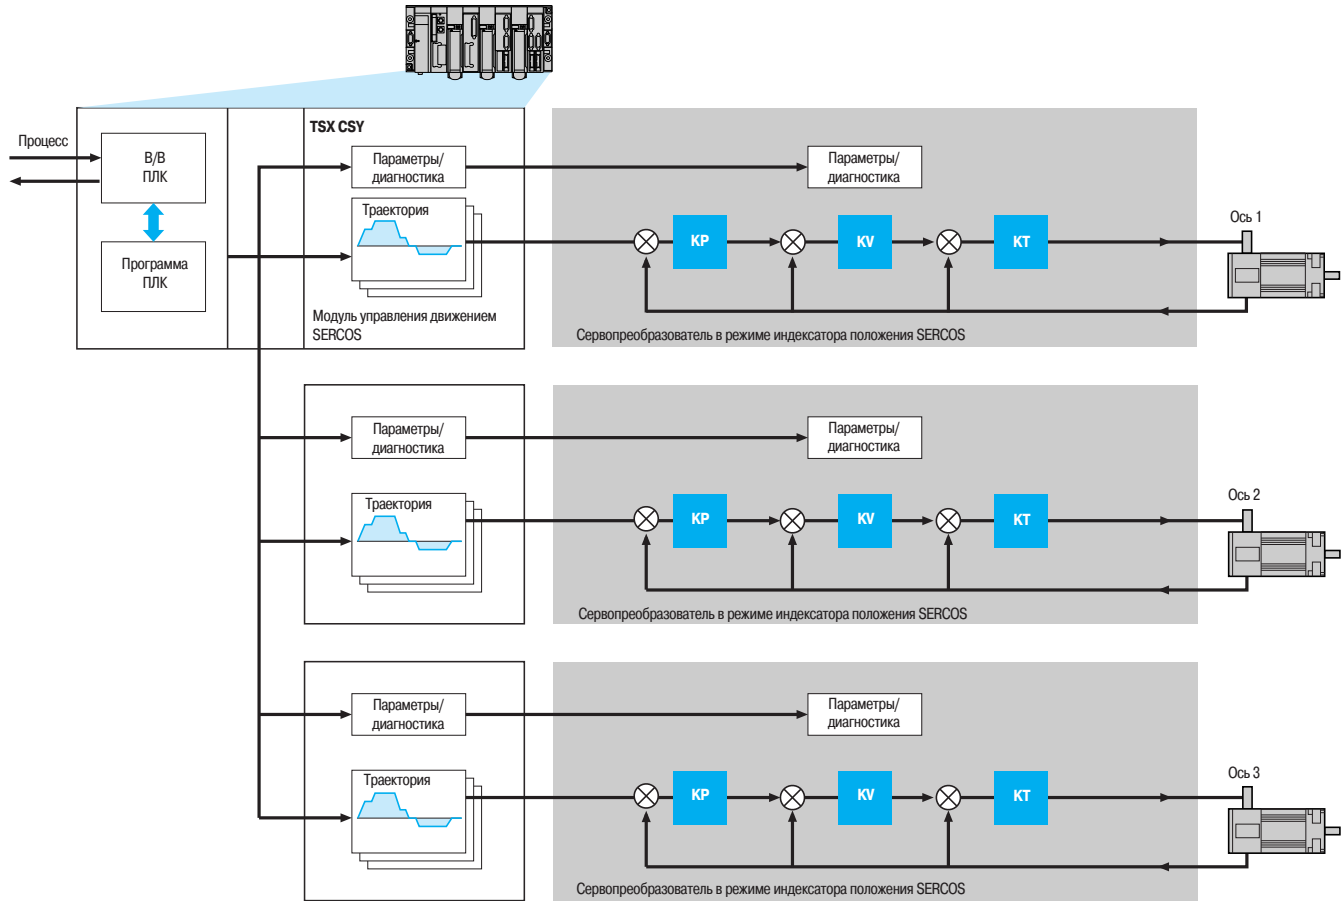 Процесс
В/В
ПЛК
Программа
ПЛК
TSX CSY
Параметры/
диагностика
Траектория
Модуль управления движением
SERCOS
Параметры/
диагностика
KP
KV
KT
Ось 1
Сервопреобразователь в режиме индексатора положения SERCOS
Параметры/
диагностика
Траектория
Параметры/
диагностика
KP
KV
KT
Ось 2
Сервопреобразователь в режиме индексатора положения SERCOS
Параметры/
диагностика
Траектория
Параметры/
диагностика
KP
KV
KT
Ось 3
Сервопреобразователь в режиме индексатора положения SERCOS